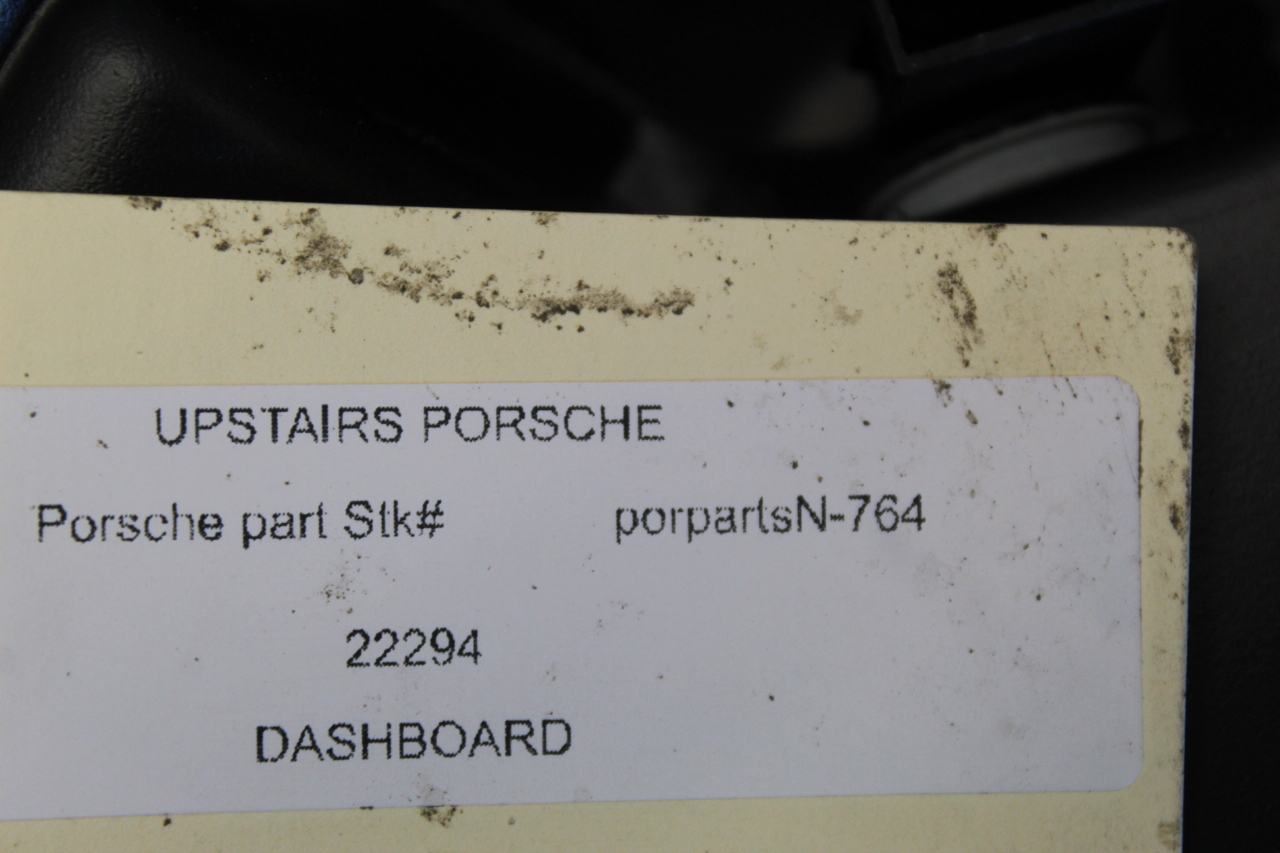 UPSTAIRS PORSCHE
Porsche part Stk# porpartsN-764
22294
DASHBOARD